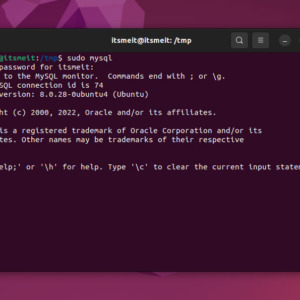 itsmeit@itsmeit: /tmp
@itsmeit:/tmp$ sudo mysql
password for itsmeit:
to the MySQL monitor. Commands end with ; or \g.
SQL connection id is 74
version: 8.0.28-0ubuntu4 (Ubuntu)
ht (c) 2000, 2022, Oracle and/or its affiliates.
is a registered trademark of Oracle Corporation and/or its
tes. Other names may be trademarks of their respective
elp;' or '\h' for help. Type '\c' to clear the current input state